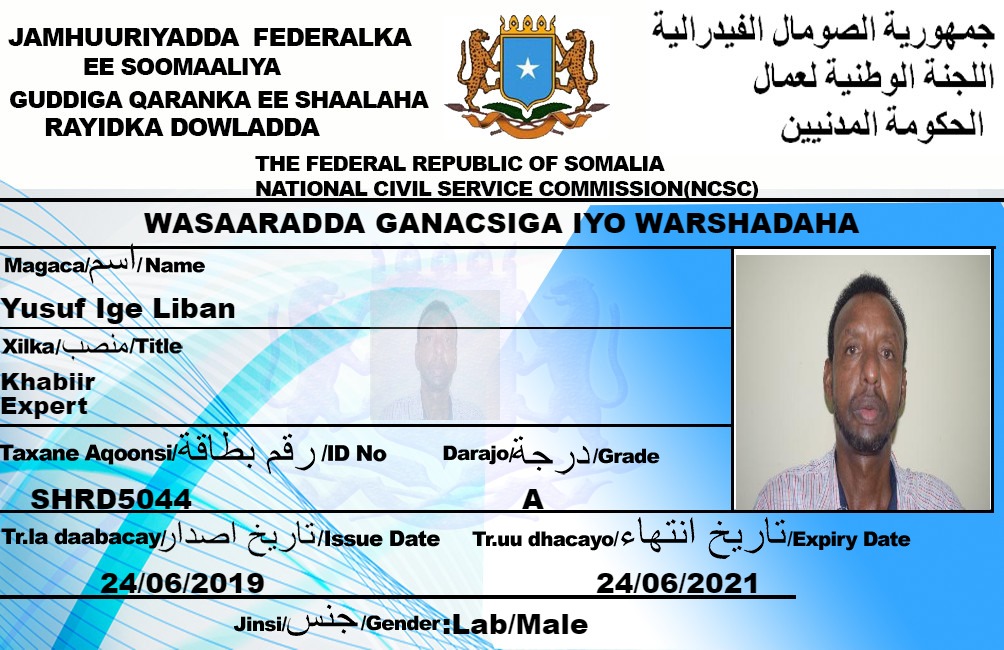 JAMHUURIYADDA FEDERALKA
EE SOOMAALIYA
GUDDIGA QARANKA EE SHAALAHA
RAYIDKA DOWLADDA
جمهورية الصومال الفيدرالية
اللجنة الوطنية لعمال
الحكومة المدنيين
THE FEDERAL REPUBLIC OF SOMALIA
NATIONAL CIVIL SERVICE COMMISSION(NCSC)
WASAARADDA GANACSIGA IYO WARSHADAHA
Magaca/اسم/Name
Yusuf Ige Liban
Xilka/منصب/Title
Khabiir
Expert
Taxane Aqoonsi/رقم بطاقة/ID No
Darajo/درجة/Grade
SHRD5044
A
Tr.la daabacay/تاريخ اصدار/Issue Date
Tr.uu dhacayo/تاريخ انتهاء/Expiry Date
24/06/2019
24/06/2021
Jinsi/جنس/Gender:Lab/Male